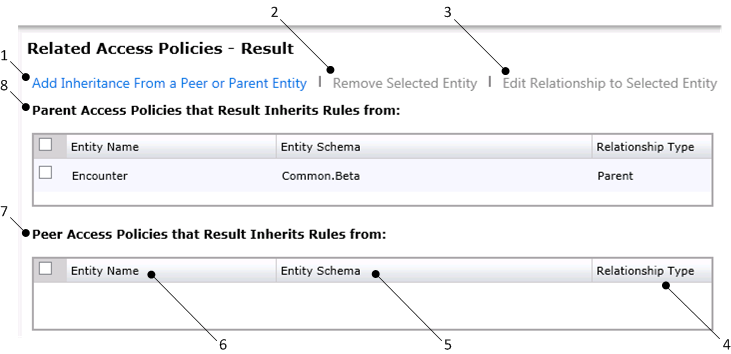 2
3
Related Access Policies - Result
1
Add Inheritance From a Peer or Parent Entity | Remove Selected Entity | Edit Relationship to Selected Entity
8
Parent Access Policies that Result Inherits Rules from:
Entity Name Entity Schema Relationship Type
Encounter Common.Beta Parent
7
Peer Access Policies that Result Inherits Rules from:
Entity Name Entity Schema Relationship Type
6
5
4